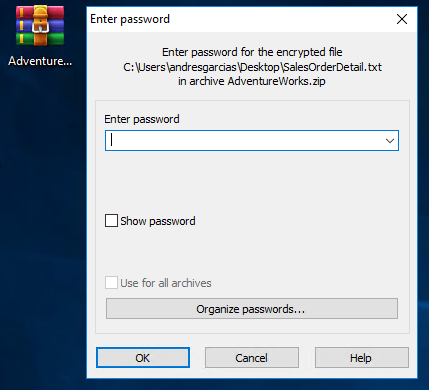 Adventure...
Enter password
Enter password for the encrypted file
C:\Users\andresgarcias\Desktop\SalesOrderDetail.txt
in archive AdventureWorks.zip
Enter password
Show password
Use for all archives
Organize passwords...
OK Cancel Help